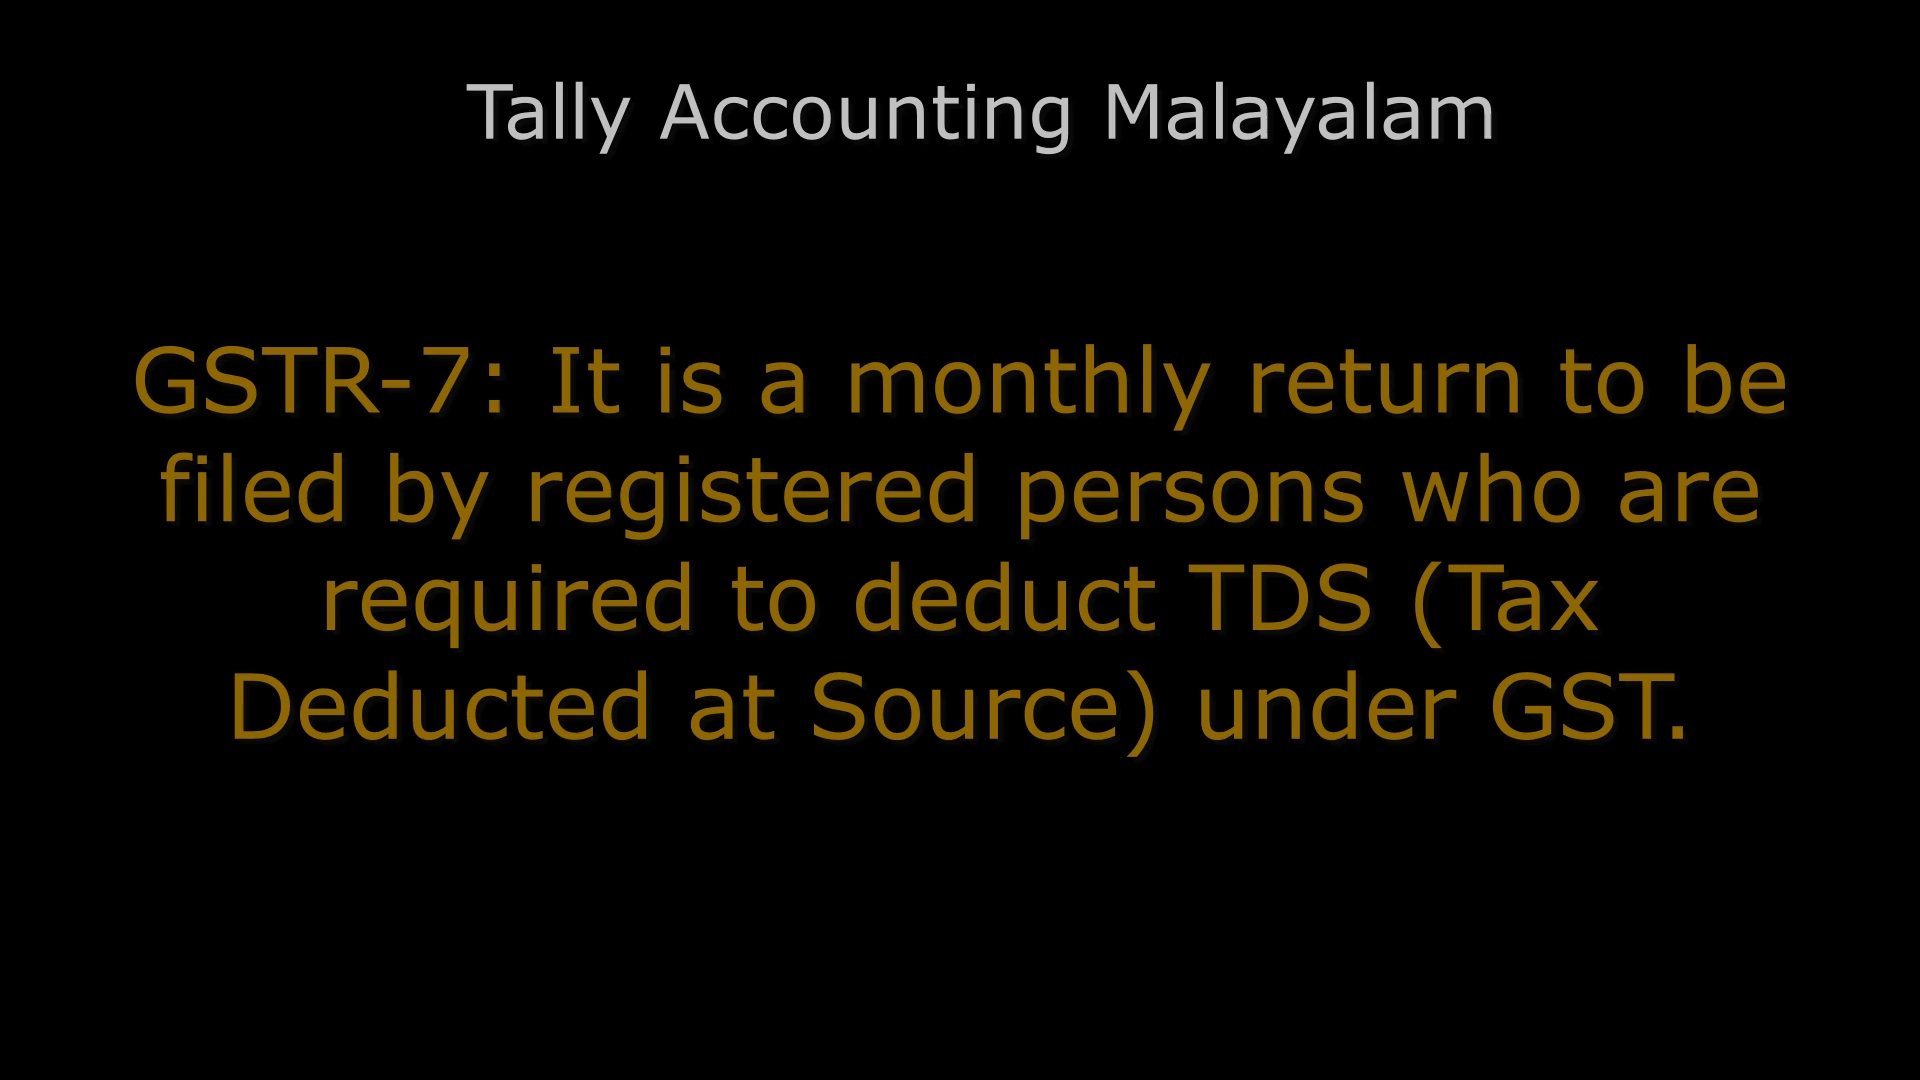 Tally Accounting Malayalam
GSTR-7: It is a monthly return to be
filed by registered persons who are
required to deduct TDS (Tax
Deducted at Source) under GST.